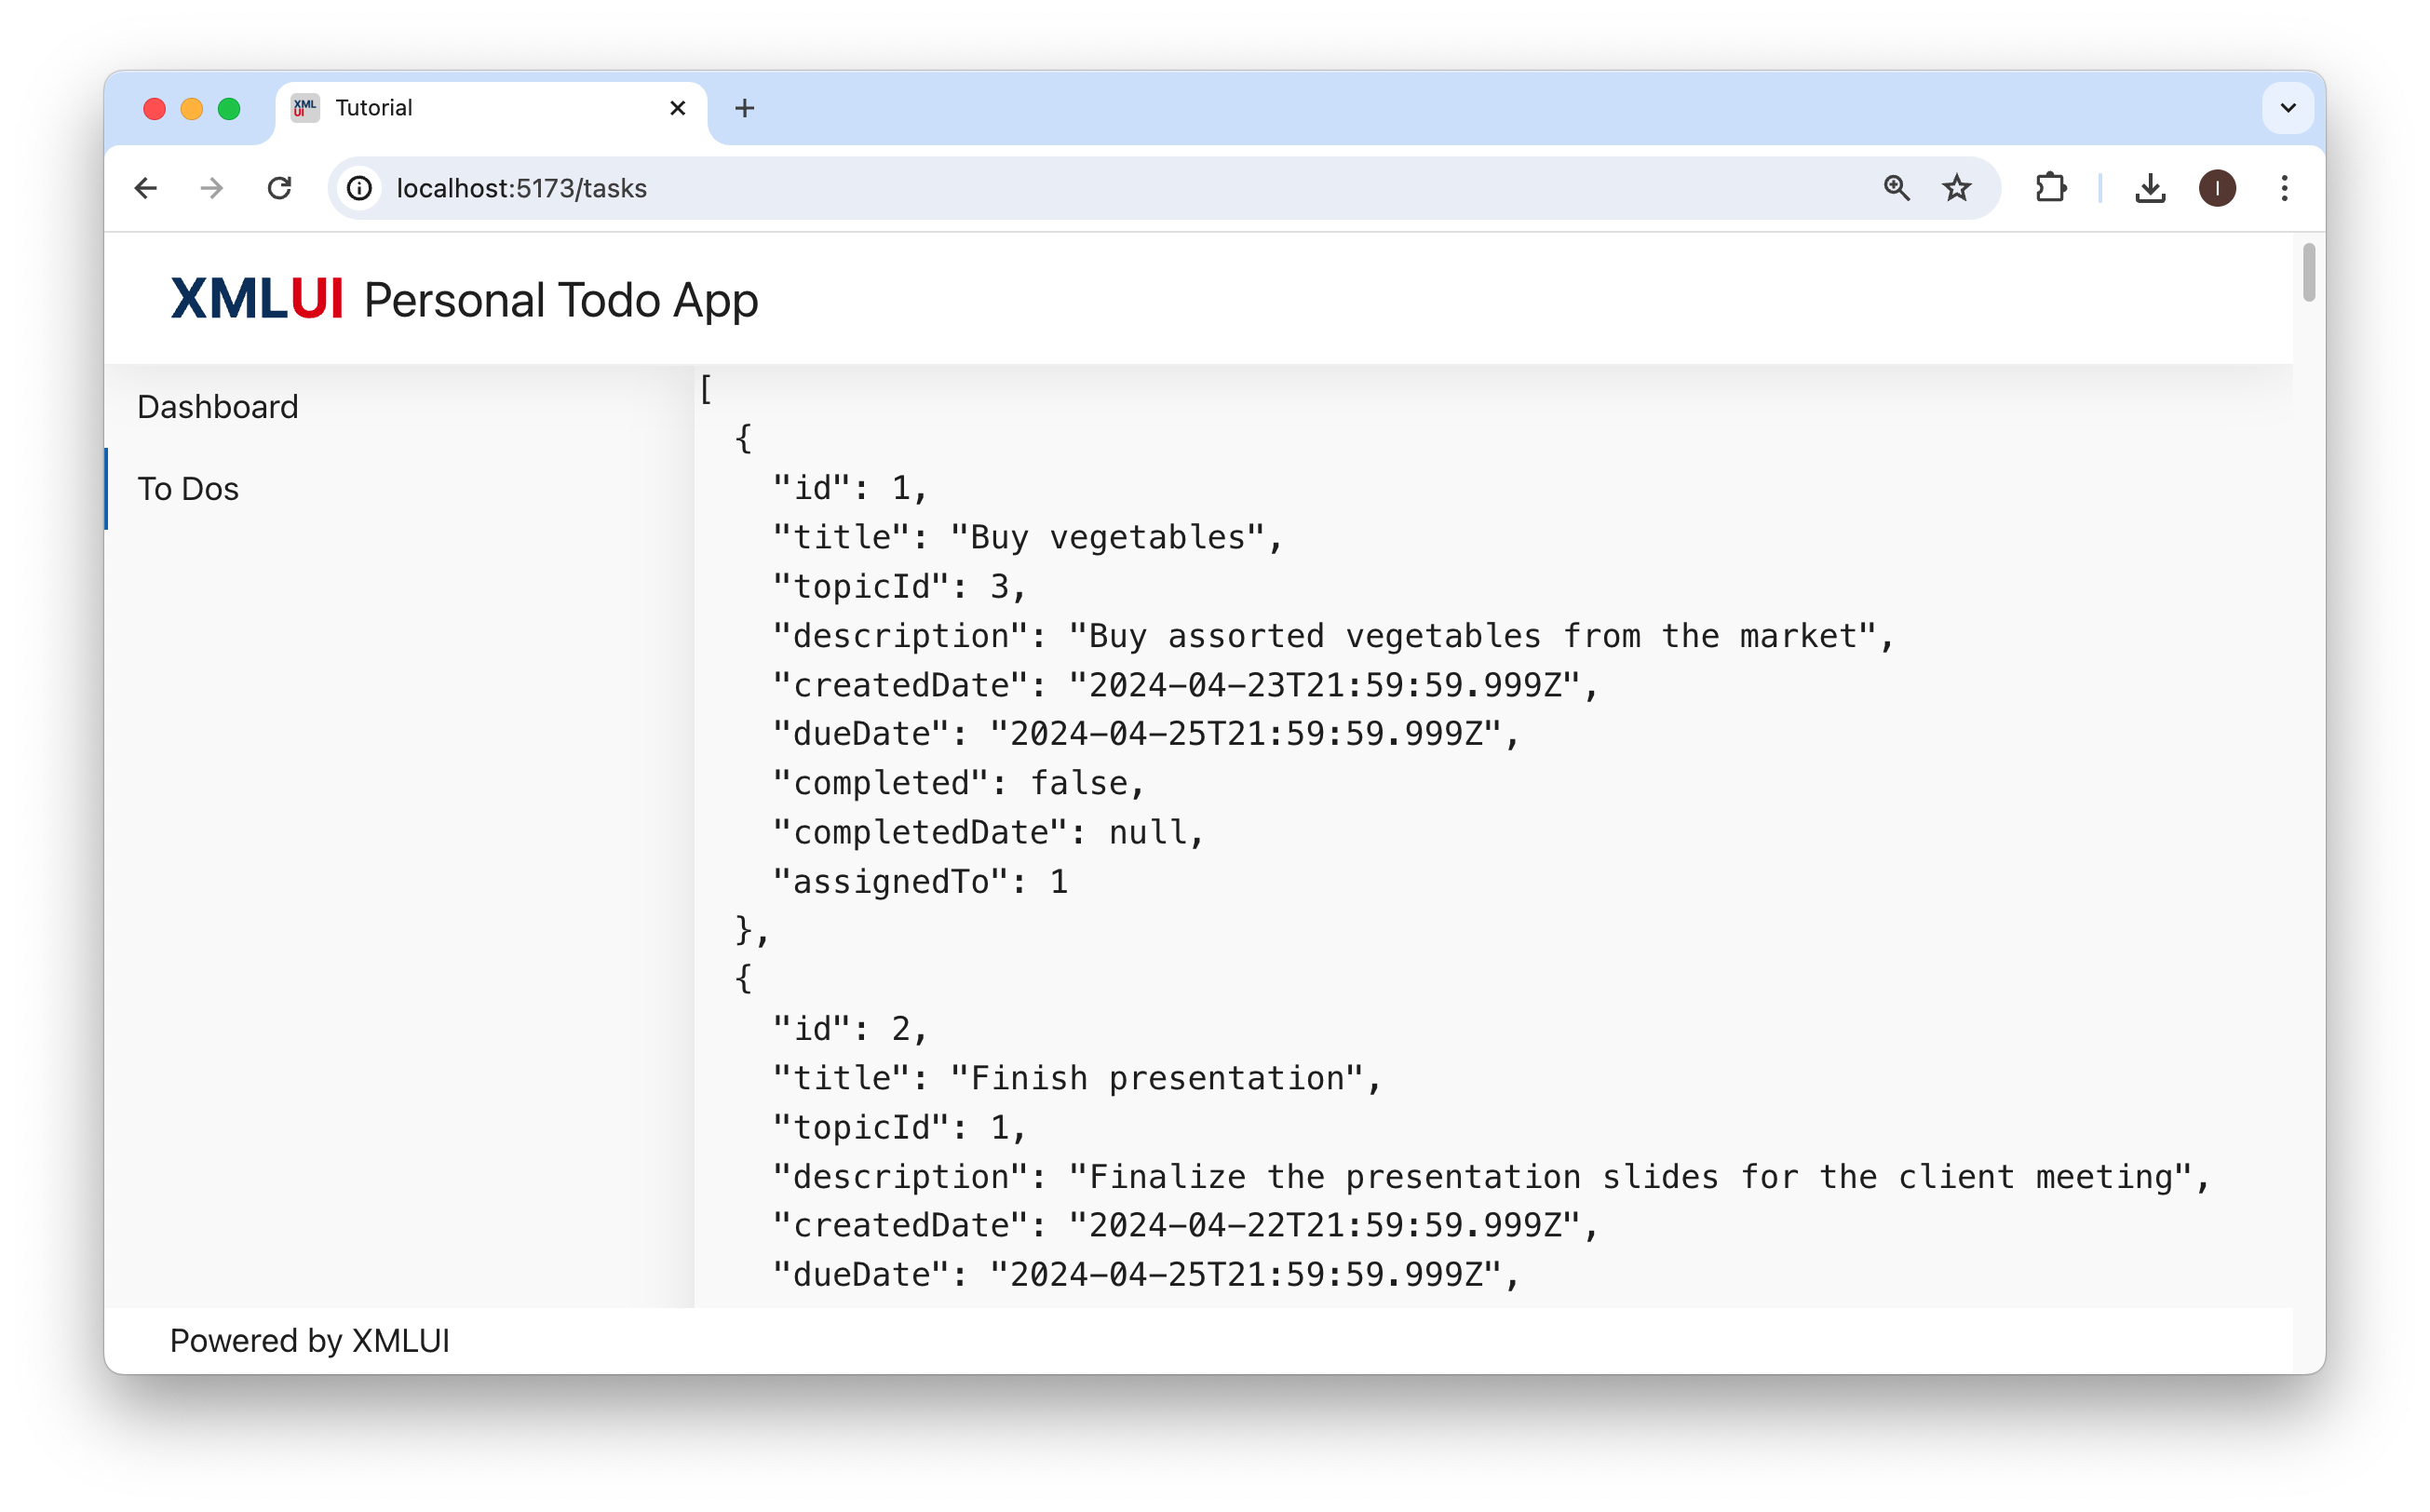 XML
UI
Tutorial
localhost:5173/tasks
I
XMLUI Personal Todo App
Dashboard
To Dos
[
  {
    "id": 1,
    "title": "Buy vegetables",
    "topicId": 3,
    "description": "Buy assorted vegetables from the market",
    "createdDate": "2024-04-23T21:59:59.999Z",
    "dueDate": "2024-04-25T21:59:59.999Z",
    "completed": false,
    "completedDate": null,
    "assignedTo": 1
  },
  {
    "id": 2,
    "title": "Finish presentation",
    "topicId": 1,
    "description": "Finalize the presentation slides for the client meeting",
    "createdDate": "2024-04-22T21:59:59.999Z",
    "dueDate": "2024-04-25T21:59:59.999Z",
Powered by XMLUI